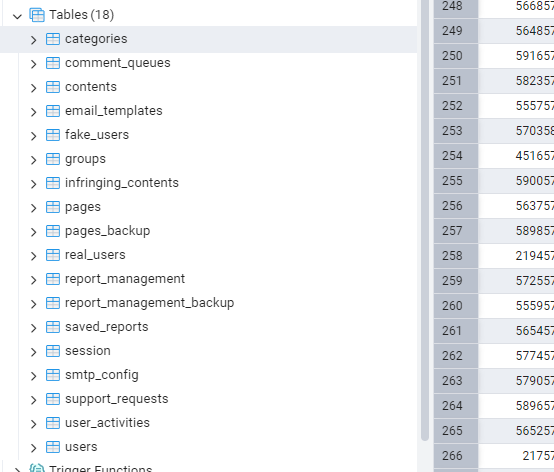 Tables (18)
categories
comment_queues
contents
email_templates
fake_users
groups
infringing_contents
pages
pages_backup
real_users
report_management
report_management_backup
saved_reports
session
smtp_config
support_requests
user_activities
users
Trigger Functions
248 566857
249 564857
250 591657
251 582357
252 555757
253 570358
254 451657
255 590057
256 563757
257 589857
258 219457
259 572557
260 555957
261 565457
262 577457
263 579057
264 589657
265 565257
266 21757